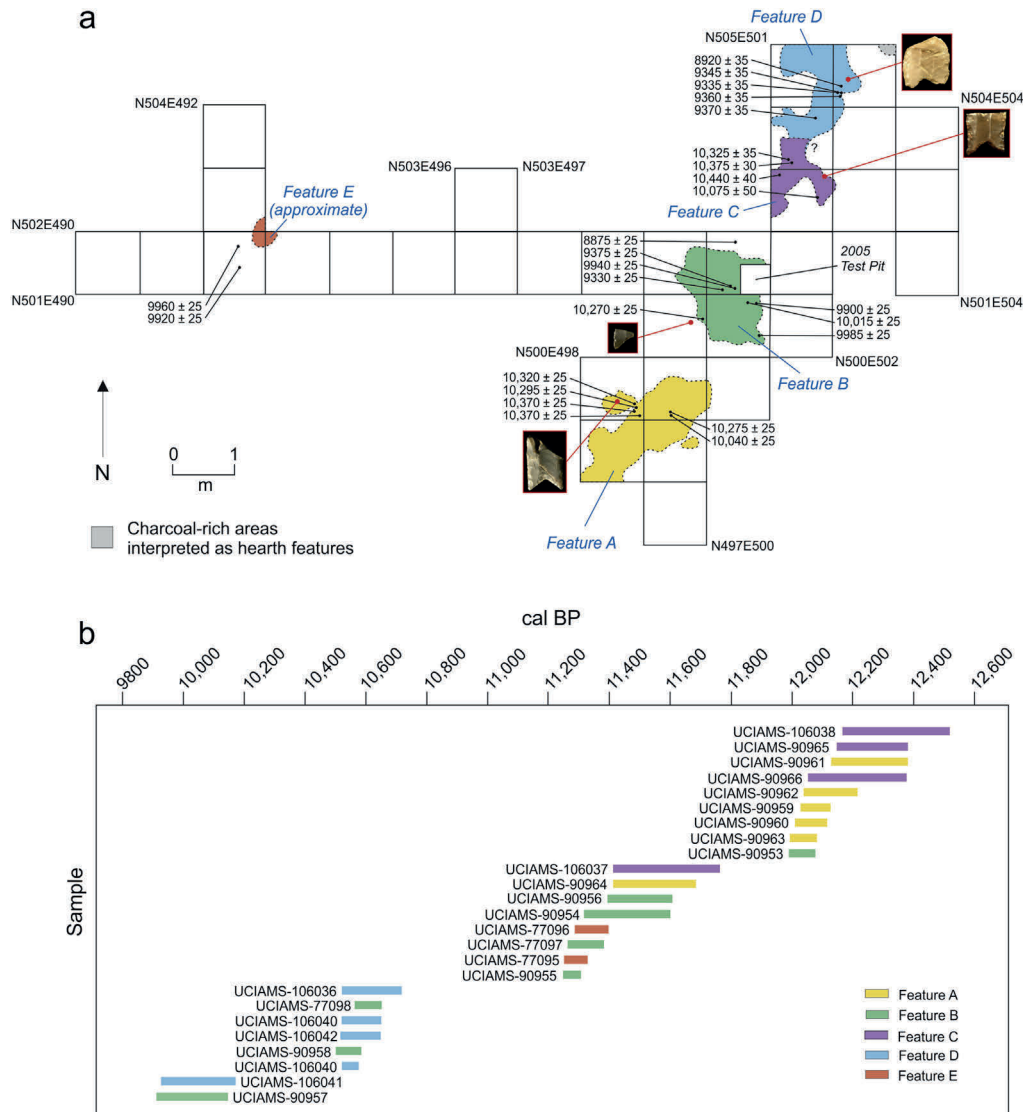 a
Feature D
N505E501
8920 ± 35
9345 ± 35
9335 ± 35
9360 ± 35
9370 ± 35
N504E504
N504E492
N503E496
N503E497
?
10,325 ± 35
10,375 ± 30
10,440 ± 40
10,075 ± 50
Feature E
(approximate)
Feature C
N502E490
8875 ± 25
9375 ± 25
9940 ± 25
9330 ± 25
2005
Test Pit
N501E490
N501E504
9960 ± 25
9920 ± 25
10,270 ± 25
9900 ± 25
10,015 ± 25
9985 ± 25
N500E498
N500E502
Feature B
10,320 ± 25
10,295 ± 25
10,370 ± 25
10,370 ± 25
10,275 ± 25
10,040 ± 25
0 1
m
N
Charcoal-rich areas
interpreted as hearth features
Feature A
N497E500
b
cal BP
9800 10,000 10,200 10,400 10,600 10,800 11,000 11,200 11,400 11,600 11,800 12,000 12,200 12,400 12,600
Sample
UCIAMS-106038
UCIAMS-90965
UCIAMS-90961
UCIAMS-90966
UCIAMS-90962
UCIAMS-90959
UCIAMS-90960
UCIAMS-90963
UCIAMS-90953
UCIAMS-106037
UCIAMS-90964
UCIAMS-90956
UCIAMS-90954
UCIAMS-77096
UCIAMS-77097
UCIAMS-77095
UCIAMS-90955
UCIAMS-106036
UCIAMS-77098
UCIAMS-106040
UCIAMS-106042
UCIAMS-90958
UCIAMS-106040
UCIAMS-106041
UCIAMS-90957
Feature A
Feature B
Feature C
Feature D
Feature E